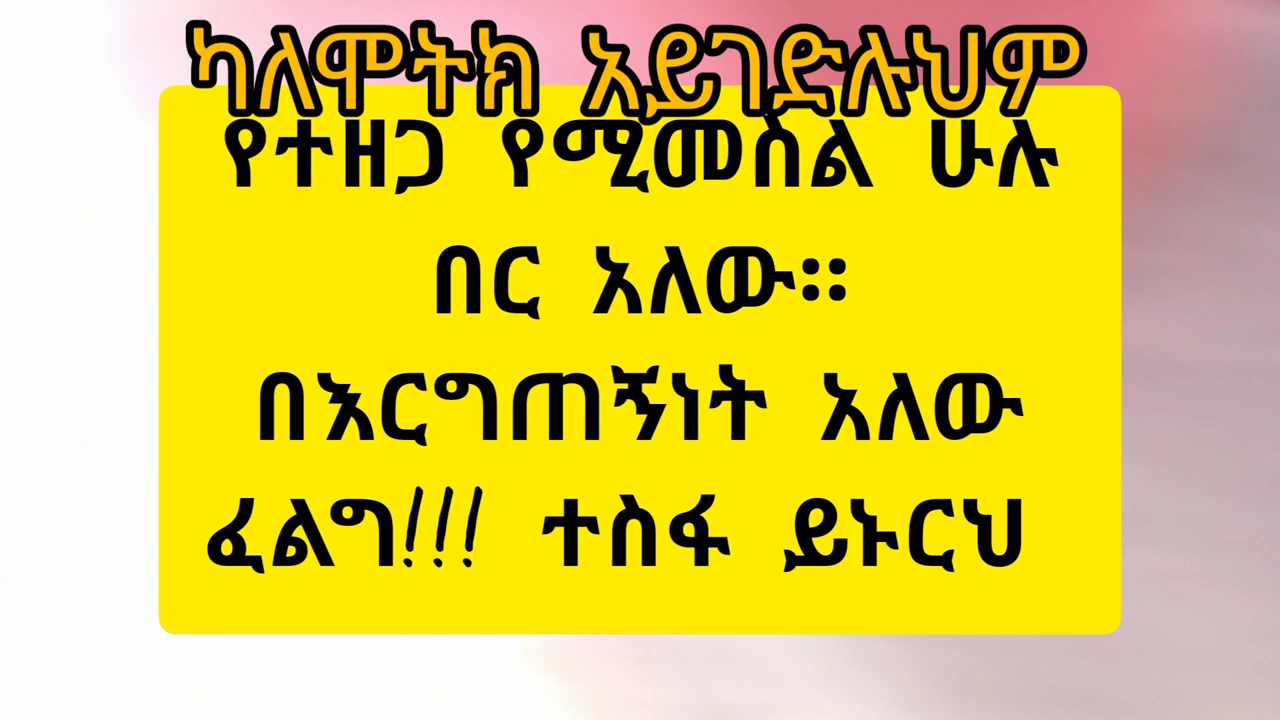 ካለሞትክ አይገድሉህም
የተዘጋ የሚመስል ሁሉ
በር አለው።
በእርግጠኝነት አለው
ፈልግ!!! ተስፋ ይኑርህ